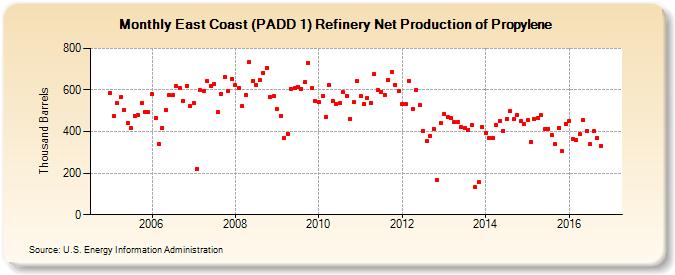 Monthly East Coast (PADD 1) Refinery Net Production of Propylene
Thousand Barrels
800
600
400
200
0
2006 2008 2010 2012 2014 2016
Source: U.S. Energy Information Administration